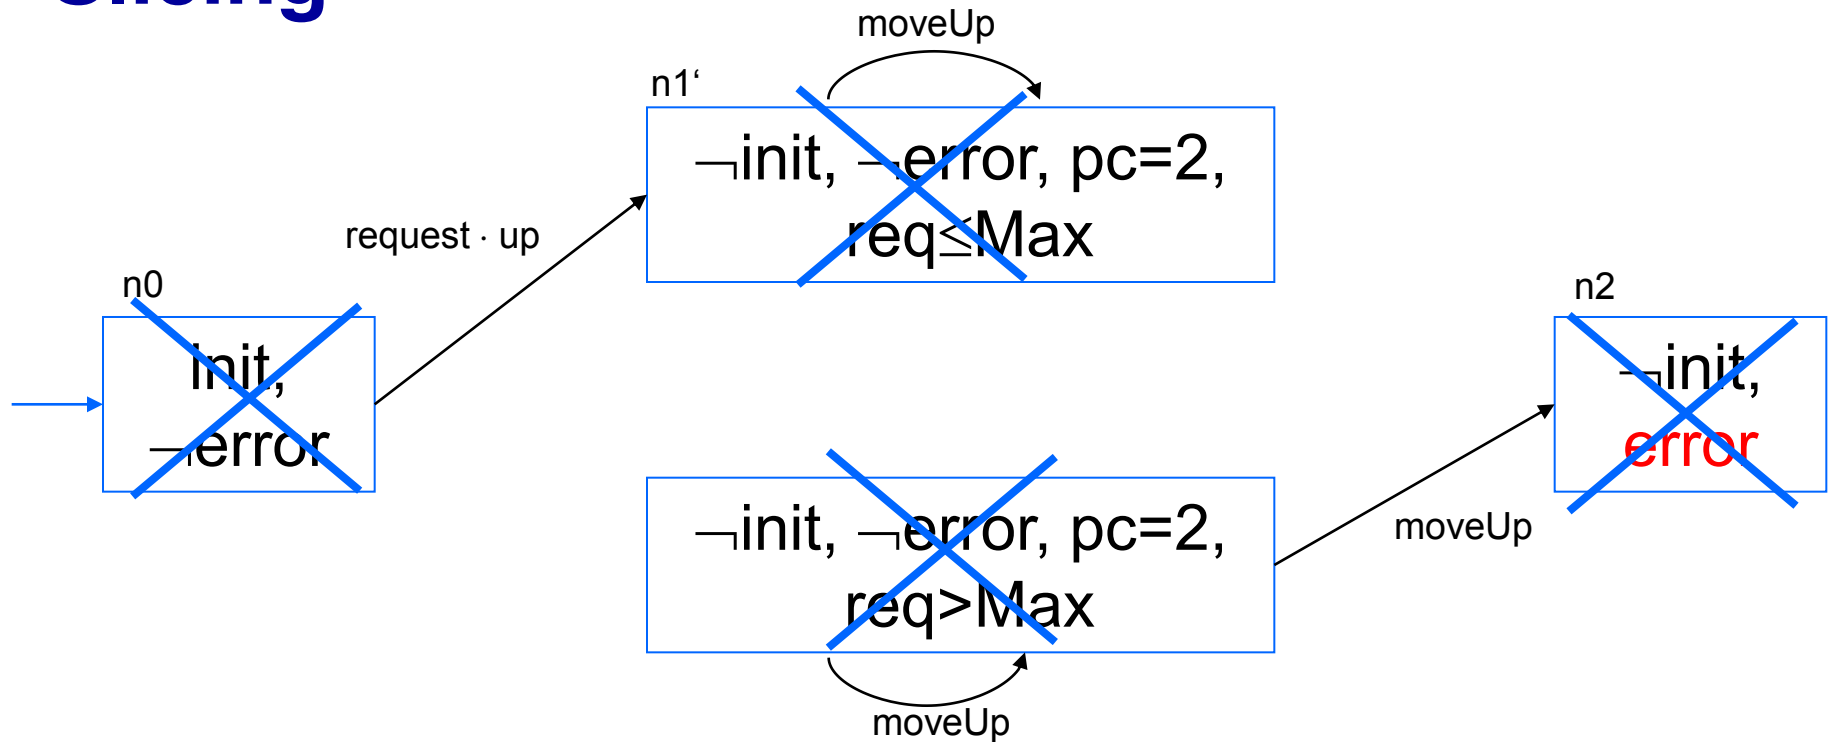 Slicing
moveUp
n1‘
¬init, ¬error, pc=2,
req≤Max
request · up
n0
init,
¬error
n2
¬init,
error
¬init, ¬error, pc=2,
req>Max
moveUp
moveUp